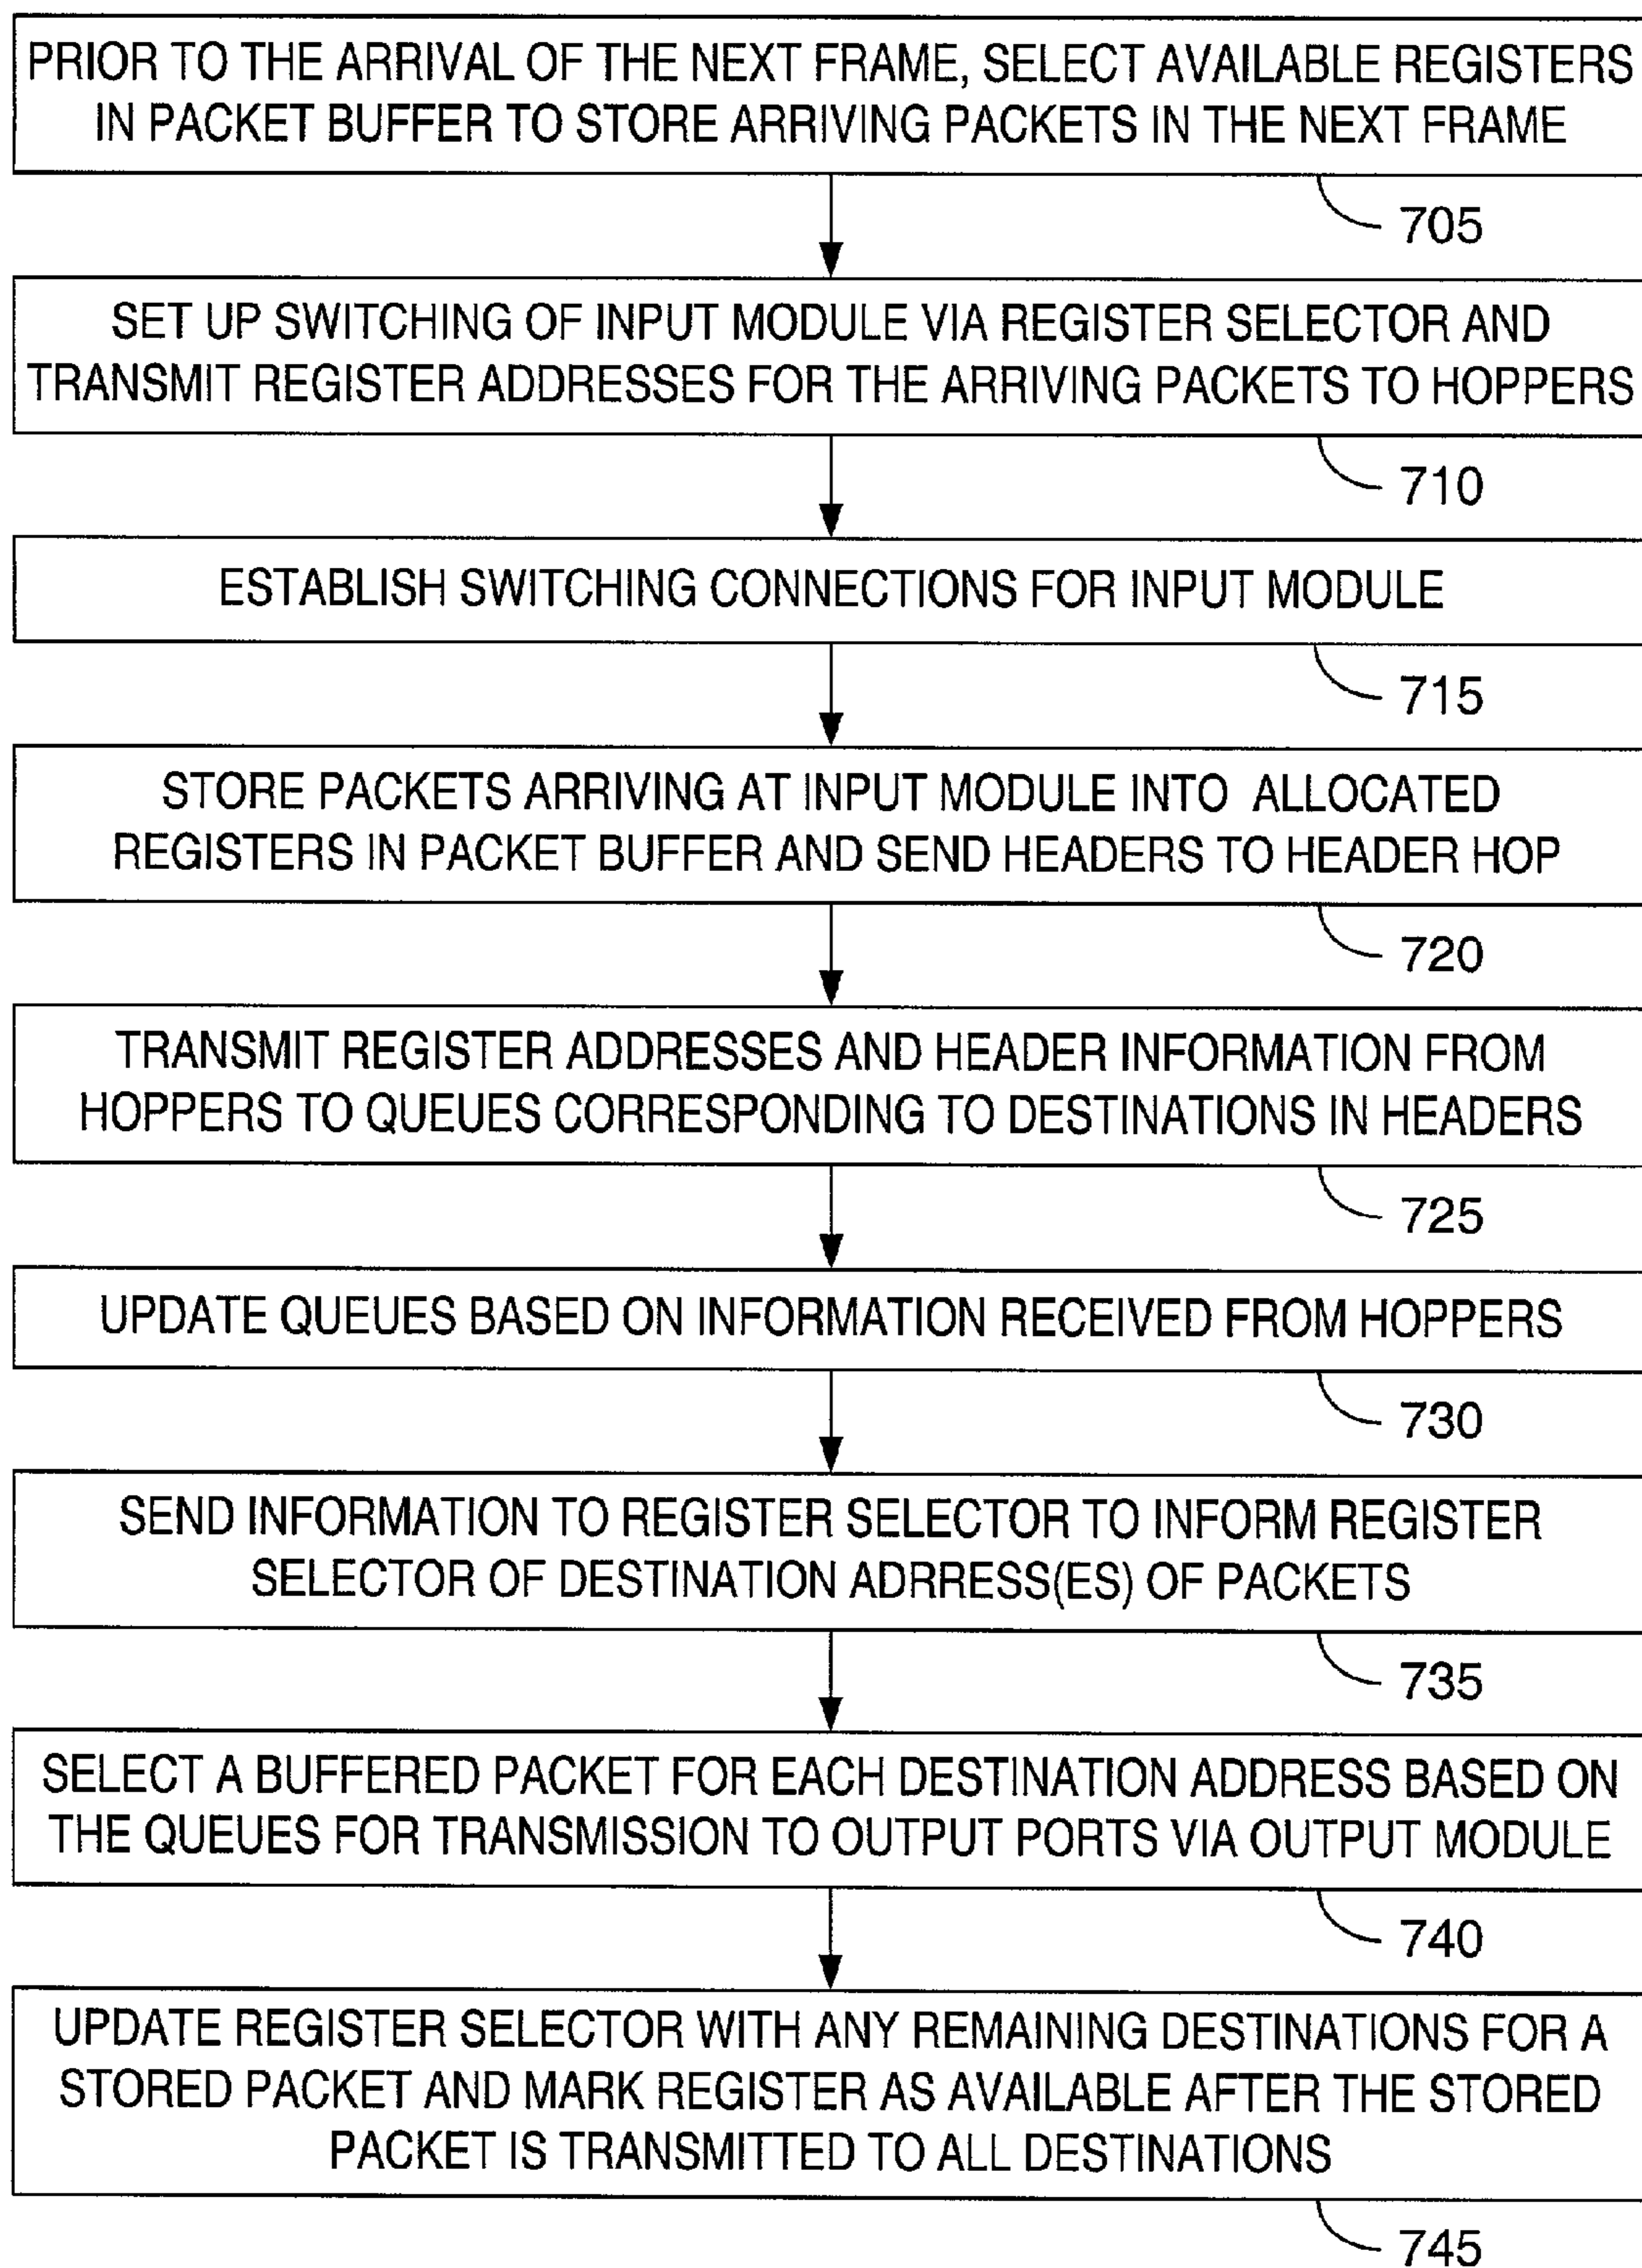 PRIOR TO THE ARRIVAL OF THE NEXT FRAME, SELECT AVAILABLE REGISTERS
IN PACKET BUFFER TO STORE ARRIVING PACKETS IN THE NEXT FRAME
705
SET UP SWITCHING OF INPUT MODULE VIA REGISTER SELECTOR AND
TRANSMIT REGISTER ADDRESSES FOR THE ARRIVING PACKETS TO HOPPERS
710
ESTABLISH SWITCHING CONNECTIONS FOR INPUT MODULE
715
STORE PACKETS ARRIVING AT INPUT MODULE INTO ALLOCATED
REGISTERS IN PACKET BUFFER AND SEND HEADERS TO HEADER HOP
720
TRANSMIT REGISTER ADDRESSES AND HEADER INFORMATION FROM
HOPPERS TO QUEUES CORRESPONDING TO DESTINATIONS IN HEADERS
725
UPDATE QUEUES BASED ON INFORMATION RECEIVED FROM HOPPERS
730
SEND INFORMATION TO REGISTER SELECTOR TO INFORM REGISTER
SELECTOR OF DESTINATION ADRRESS(ES) OF PACKETS
735
SELECT A BUFFERED PACKET FOR EACH DESTINATION ADDRESS BASED ON
THE QUEUES FOR TRANSMISSION TO OUTPUT PORTS VIA OUTPUT MODULE
740
UPDATE REGISTER SELECTOR WITH ANY REMAINING DESTINATIONS FOR A
STORED PACKET AND MARK REGISTER AS AVAILABLE AFTER THE STORED
PACKET IS TRANSMITTED TO ALL DESTINATIONS
745